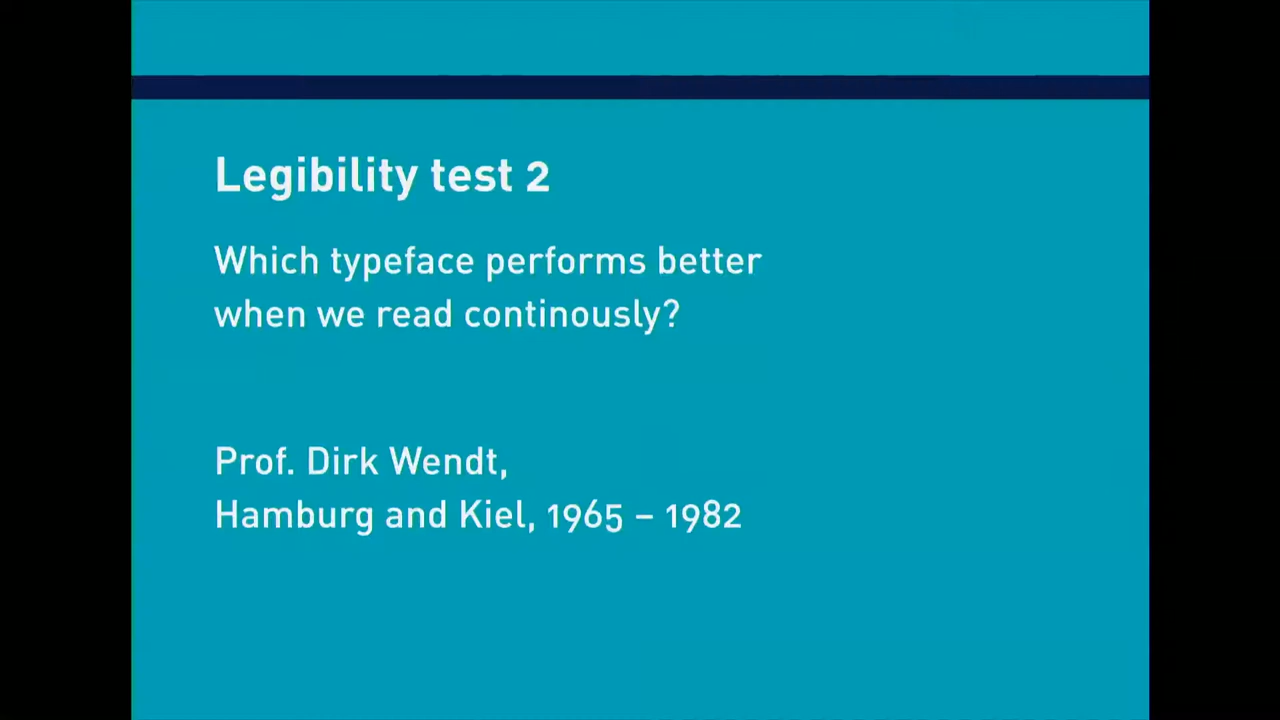 Legibility test 2
Which typeface performs better
when we read continously?
Prof. Dirk Wendt,
Hamburg and Kiel, 1965 – 1982